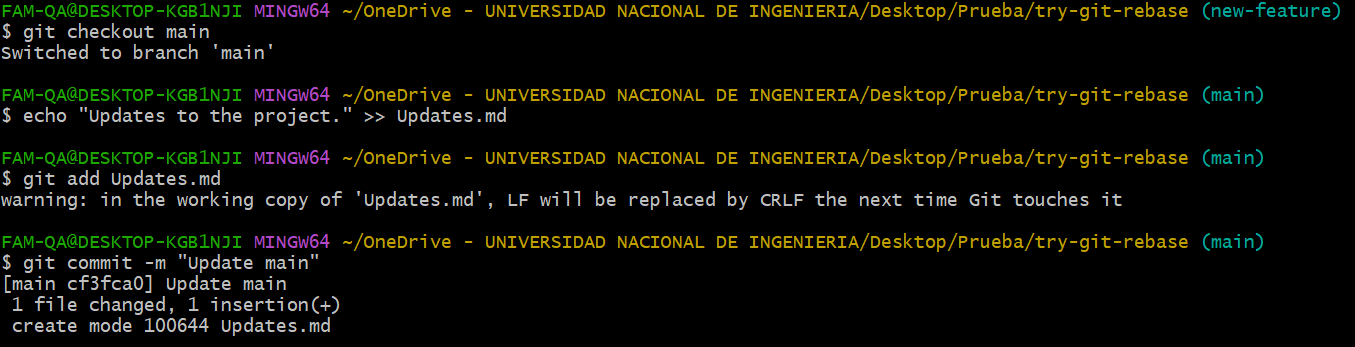 FAM-QA@DESKTOP-KGB1NJI MINGW64 ~/OneDrive - UNIVERSIDAD NACIONAL DE INGENIERIA/Desktop/Prueba/try-git-rebase (new-feature)
$ git checkout main
Switched to branch 'main'
FAM-QA@DESKTOP-KGB1NJI MINGW64 ~/OneDrive - UNIVERSIDAD NACIONAL DE INGENIERIA/Desktop/Prueba/try-git-rebase (main)
$ echo "Updates to the project." >> Updates.md
FAM-QA@DESKTOP-KGB1NJI MINGW64 ~/OneDrive - UNIVERSIDAD NACIONAL DE INGENIERIA/Desktop/Prueba/try-git-rebase (main)
$ git add Updates.md
warning: in the working copy of 'Updates.md', LF will be replaced by CRLF the next time Git touches it
FAM-QA@DESKTOP-KGB1NJI MINGW64 ~/OneDrive - UNIVERSIDAD NACIONAL DE INGENIERIA/Desktop/Prueba/try-git-rebase (main)
$ git commit -m "Update main"
[main cf3fca0] Update main
 1 file changed, 1 insertion(+)
 create mode 100644 Updates.md